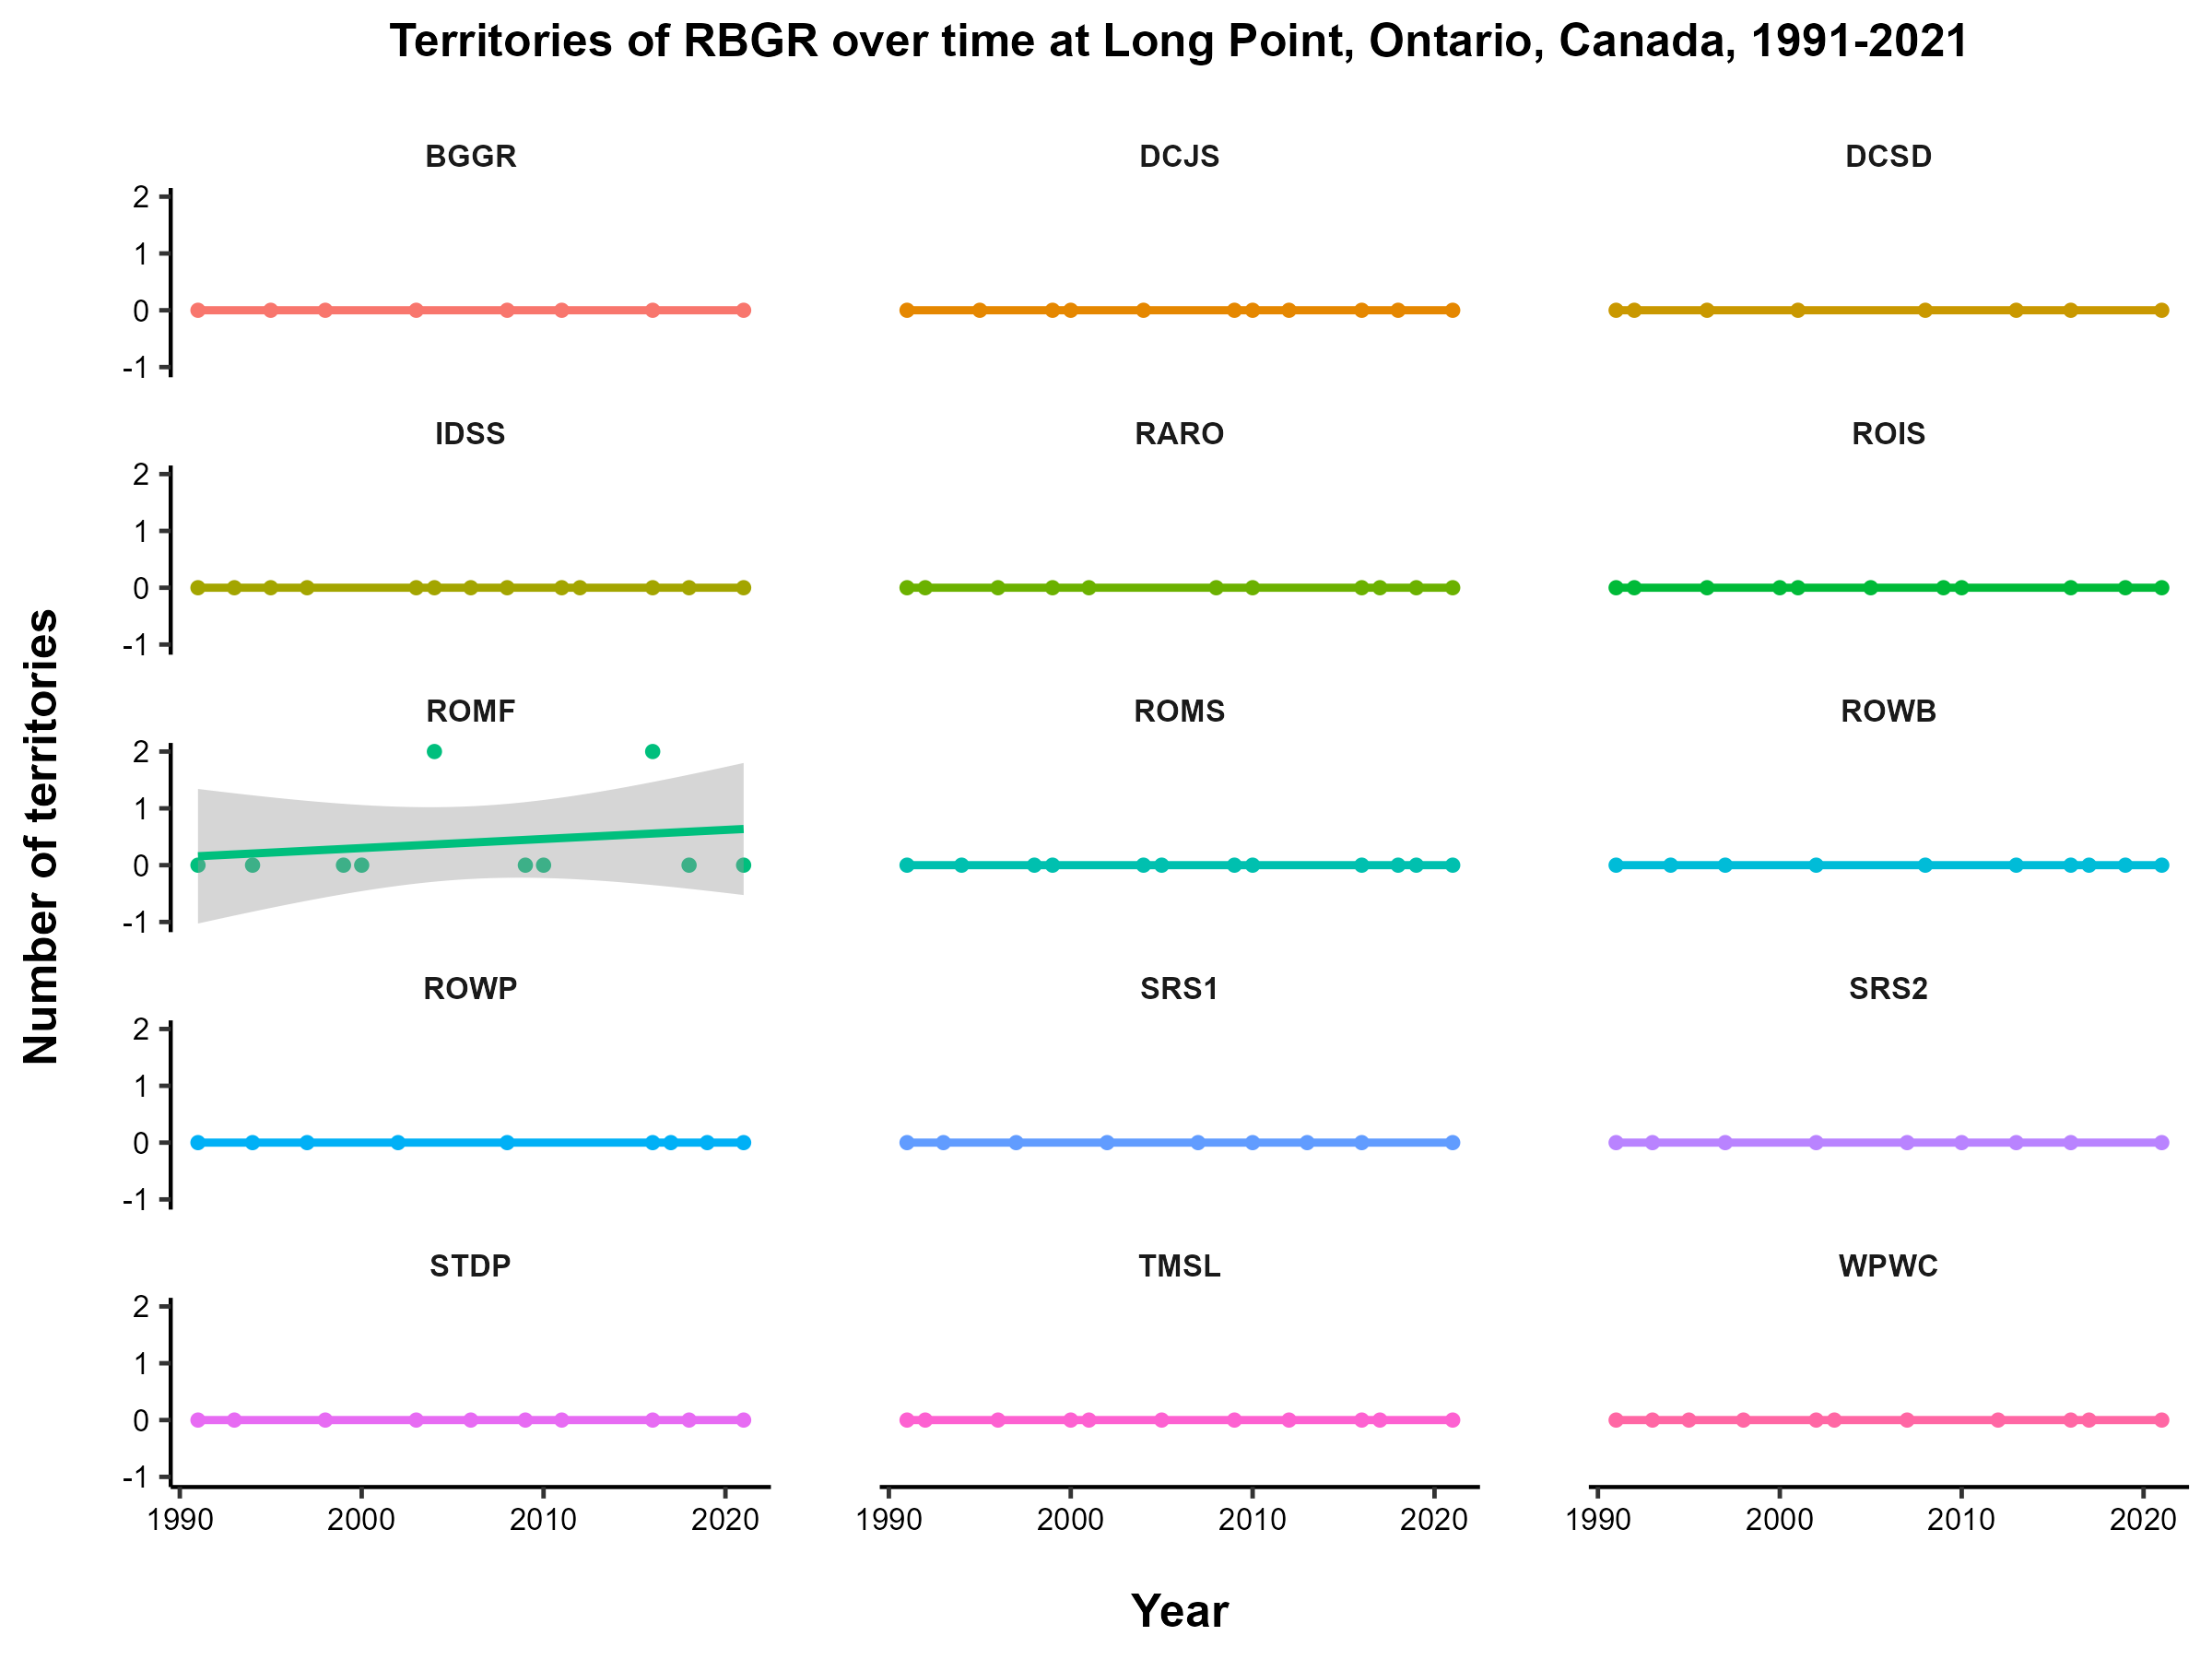 Territories of RBGR over time at Long Point, Ontario, Canada, 1991-2021
BGGR DCJS DCSD
2
1
0
-1
IDSS RARO ROIS
2
1
0
-1
ROMF ROMS ROWB
2
1
0
-1
ROWP SRS1 SRS2
2
1
0
-1
STDP TMSL WPWC
2
1
0
-1
1990 2000 2010 2020 1990 2000 2010 2020 1990 2000 2010 2020
Number of territories
Year